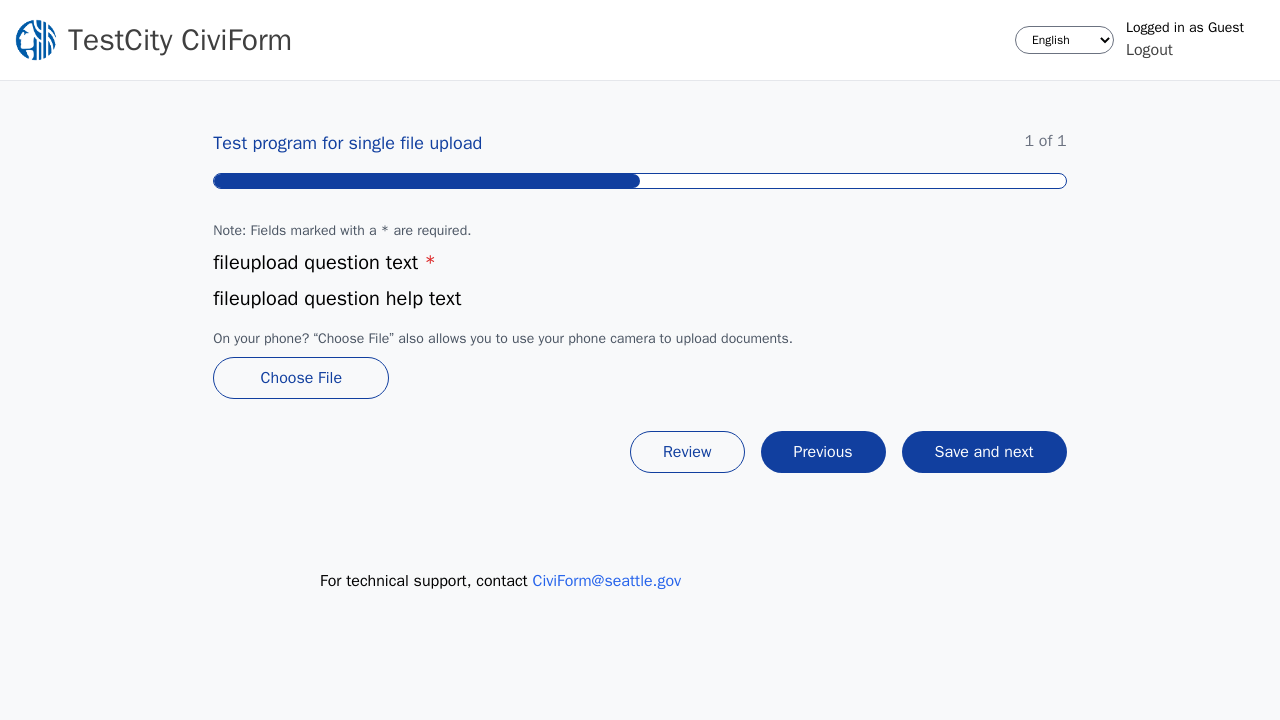 TestCity CiviForm
English
Logged in as Guest
Logout
Test program for single file upload
1 of 1
Note: Fields marked with a * are required.
fileupload question text *
fileupload question help text
On your phone? “Choose File” also allows you to use your phone camera to upload documents.
Choose File
Review
Previous
Save and next
For technical support, contact CiviForm@seattle.gov